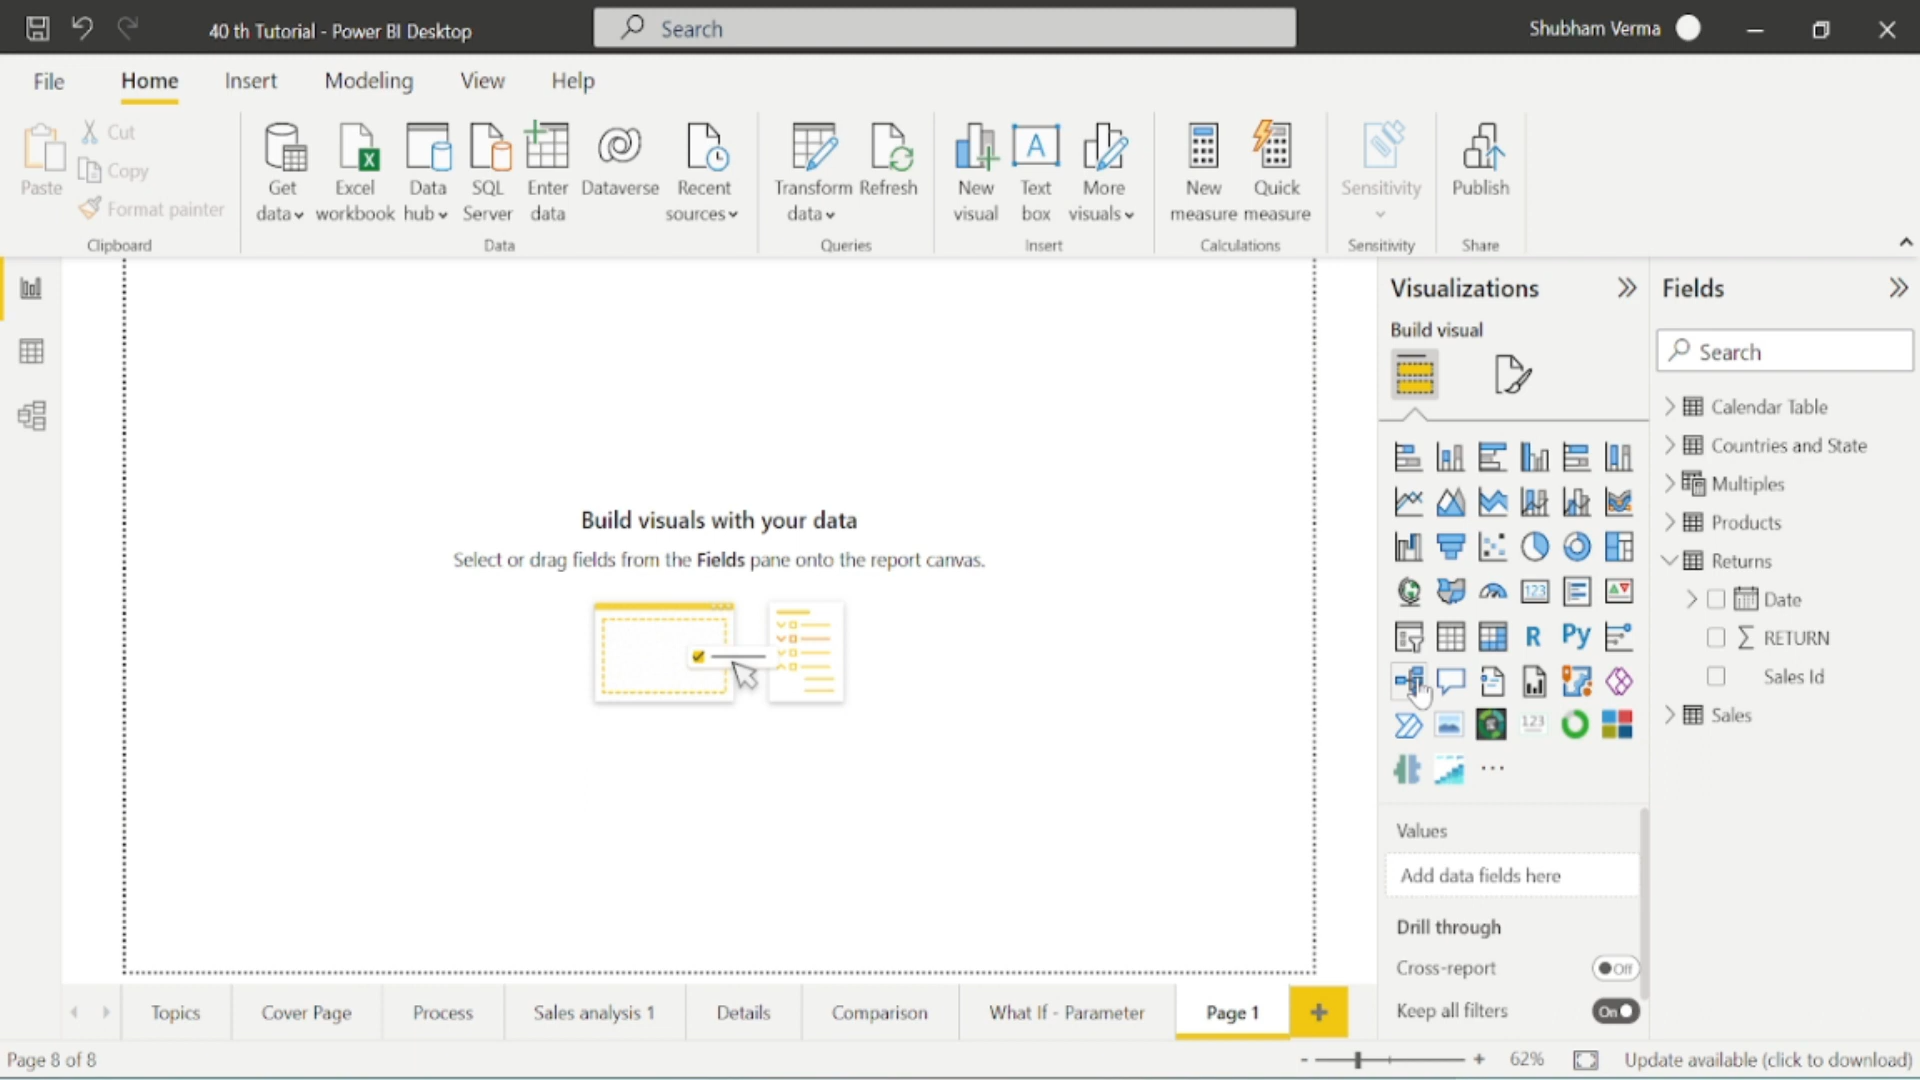 40 th Tutorial - Power BI Desktop
Search
Shubham Verma
File
Home
Insert
Modeling
View
Help
Paste
Cut
Copy
Format painter
Clipboard
Get
data
Excel
workbook
Data
hub
SQL
Server
Enter
data
Dataverse
Recent
sources
Data
Transform
data
Refresh
Queries
New
visual
Text
box
More
visuals
Insert
New
measure
Quick
measure
Calculations
Sensitivity
Sensitivity
Publish
Share
Build visuals with your data
Select or drag fields from the Fields pane onto the report canvas.
Visualizations
Build visual
R
Py
123
123
Values
Add data fields here
Drill through
Cross-report
Off
Keep all filters
On
Fields
Search
Calendar Table
Countries and State
Multiples
Products
Returns
Date
RETURN
Sales Id
Sales
Topics
Cover Page
Process
Sales analysis 1
Details
Comparison
What If - Parameter
Page 1
Page 8 of 8
62%
Update available (click to download)